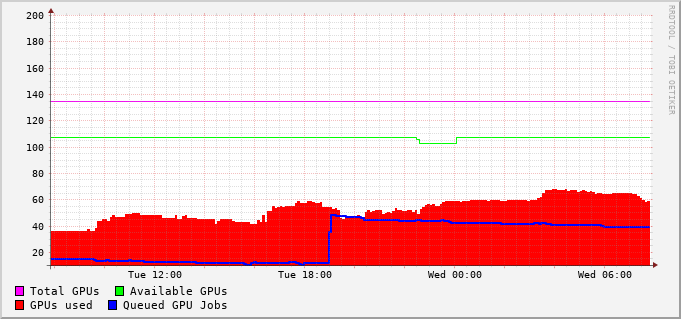 200
180
160
140
120
100
80
60
40
20
Tue 12:00 Tue 18:00 Wed 00:00 Wed 06:00
Total GPUs Available GPUs
GPUs used Queued GPU Jobs
RRDTOOL / TOBI OETIKER